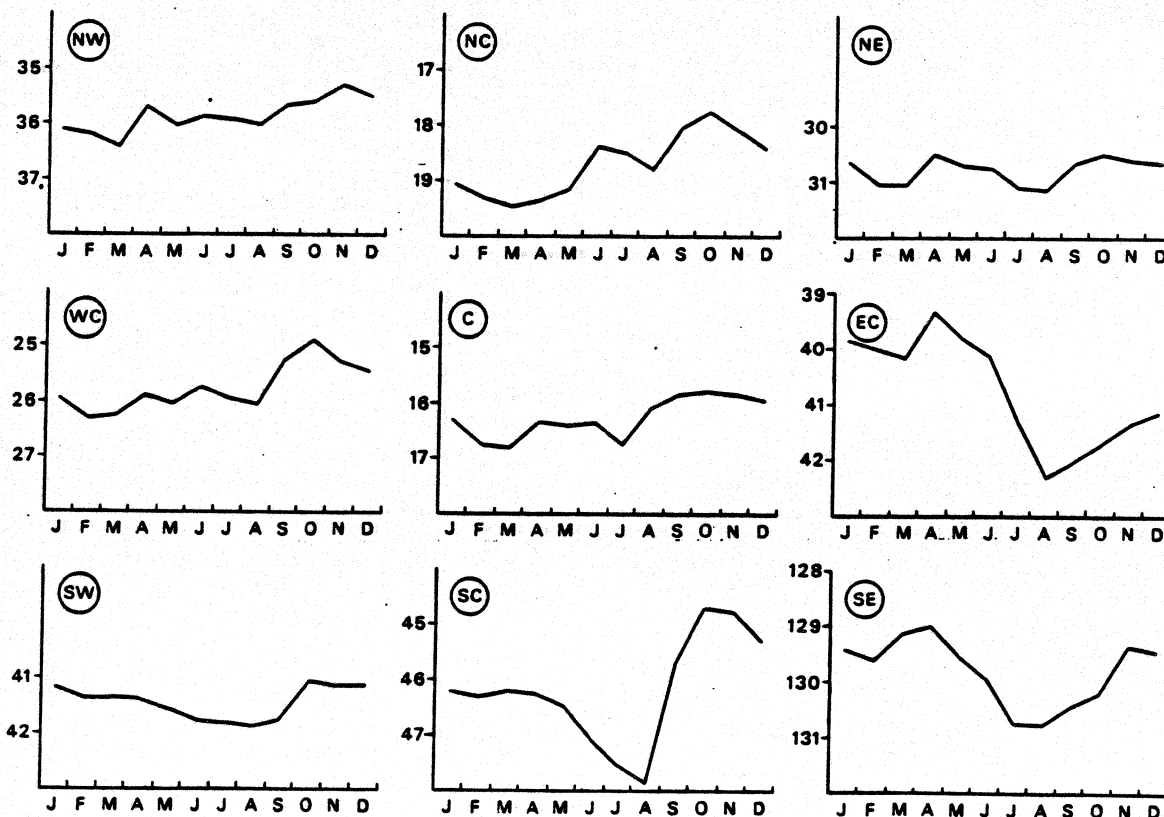 NW
35
36
37
J F M A M J J A S O N D
NC
17
18
19
J F M A M J J A S O N D
NE
30
31
J F M A M J J A S O N D
WC
25
26
27
J F M A M J J A S O N D
C
15
16
17
J F M A M J J A S O N D
EC
39
40
41
42
J F M A M J J A S O N D
SW
41
42
J F M A M J J A S O N D
SC
45
46
47
J F M A M J J A S O N D
SE
128
129
130
131
J F M A M J J A S O N D